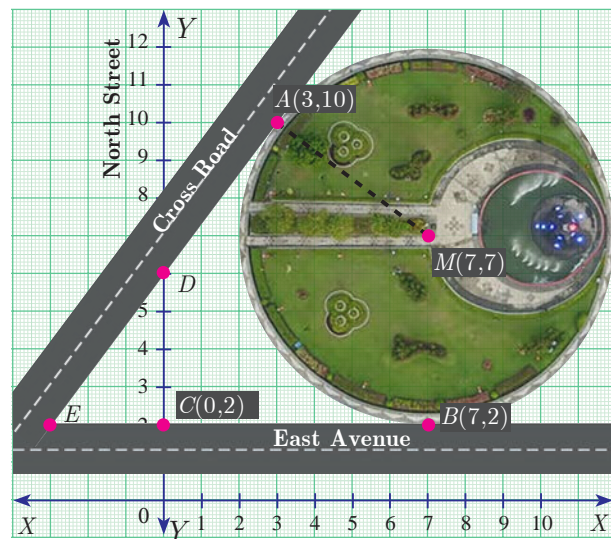 Y
12
11
10
9
8
5
4
3
2
North Street
Cross Road
A(3,10)
M(7,7)
D
E
C(0,2)
B(7,2)
East Avenue
X
0
Y
1 2 3 4 5 6 7 8 9 10
X